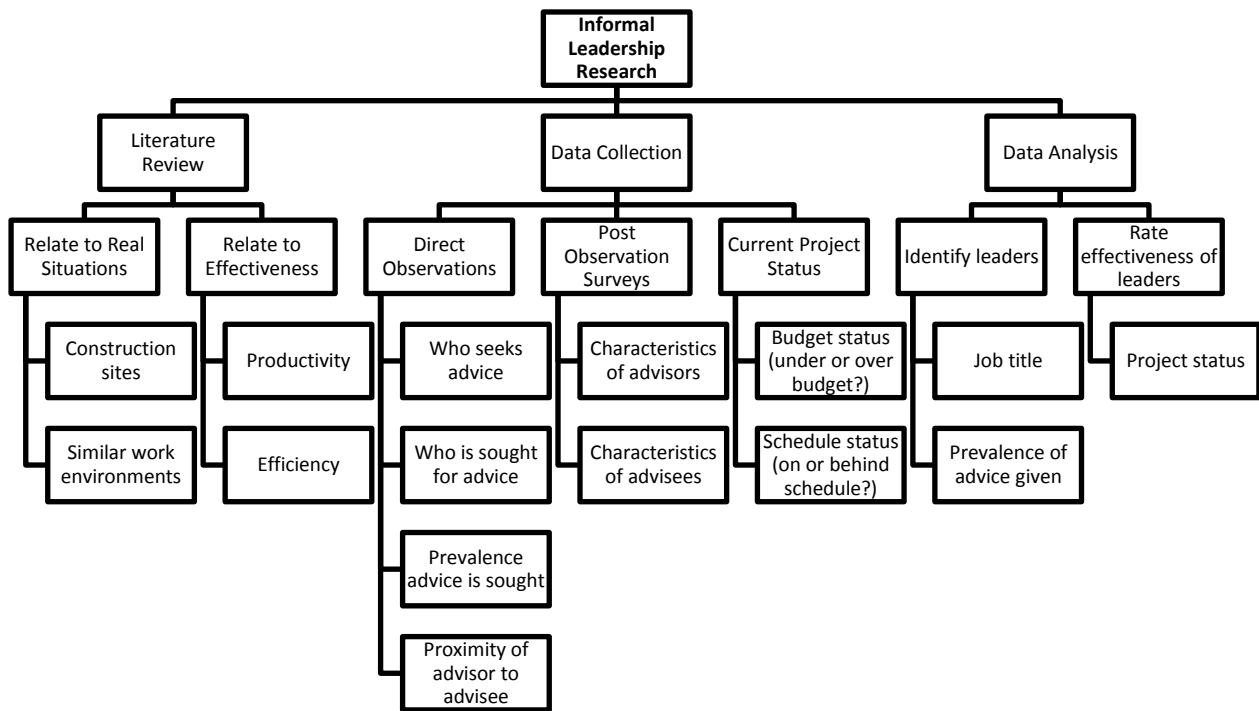 Informal
Leadership
Research
Literature
Review
Data Collection
Data Analysis
Relate to Real
Situations
Relate to
Effectiveness
Direct
Observations
Post
Observation
Surveys
Current Project
Status
Identify leaders
Rate
effectiveness of
leaders
Construction
sites
Similar work
environments
Productivity
Efficiency
Who seeks
advice
Who is sought
for advice
Prevalence
advice is sought
Proximity of
advisor to
advisee
Characteristics
of advisors
Characteristics
of advisees
Budget status
(under or over
budget?)
Schedule status
(on or behind
schedule?)
Job title
Prevalence of
advice given
Project status